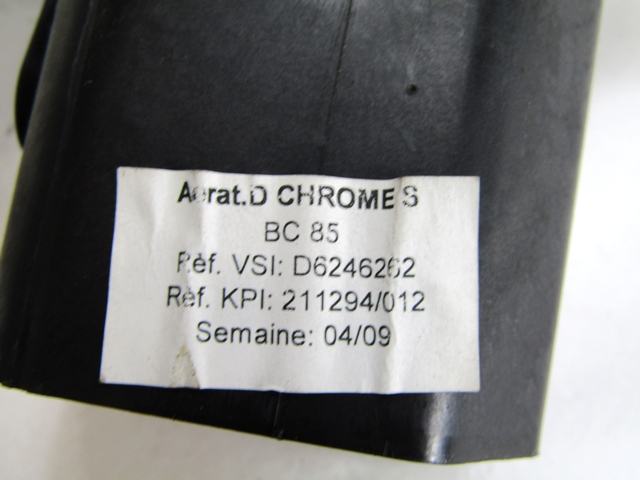 Aerat.D CHROME S
BC 85
Réf. VSI: D6246262
Réf. KPI: 211294/012
Semaine: 04/09